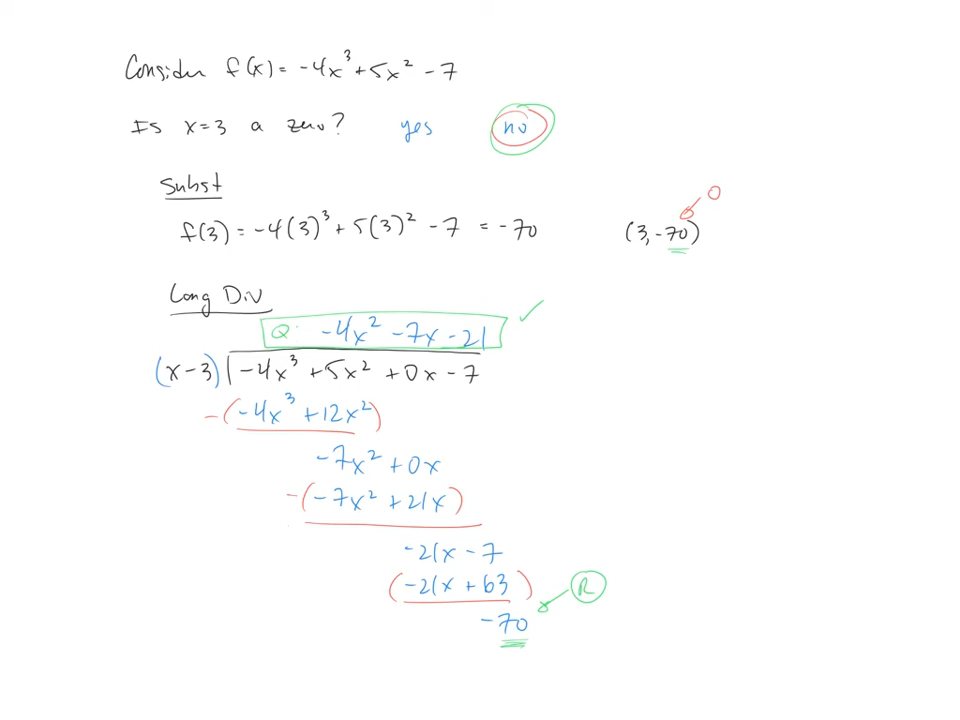 Consider f(x) = -4x³ + 5x² - 7
Is x=3 a zero? yes no
Subst
0
f(3) = -4(3)³ + 5(3)² - 7 = -70 (3, -70)
Long Div
Q: -4x² - 7x - 21 ✓
(x-3) -4x³ + 5x² + 0x - 7
-(-4x³ + 12x²)
-7x² + 0x
-(-7x² + 21x)
-21x - 7
(-21x + 63) R
-70